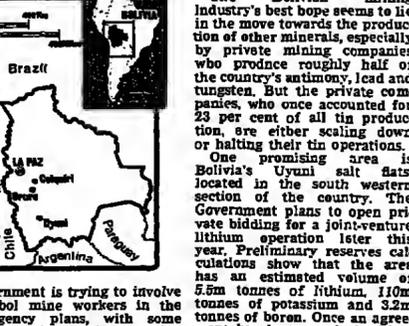 BOLIVIA
Brazil
LA PAZ
Colquiri
Oruro
Uyuni
Chile
Argentina
Paraguay
rnment is trying to involve
bol mine workers in the
gency plans, with some
industry's best hope seems to lie
in the move towards the produc
tion of other minerals, especially
by private mining companies
who produce roughly half of
the country's antimony, lead and
tungsten. But the private com
panies, who once accounted for
23 per cent of all tin produc
tion, are either scaling down
or halting their tin operations.
One promising area is
Bolivia's Uyuni salt flats
located in the south western
section of the country. The
Government plans to open pri
vate bidding for a joint-venture
lithium operation later this
year. Preliminary reserves cal
culations show that the area
has an estimated volume of
5.5m tonnes of lithium, 110m
tonnes of potassium and 3.2m
tonnes of boron. Once an agree